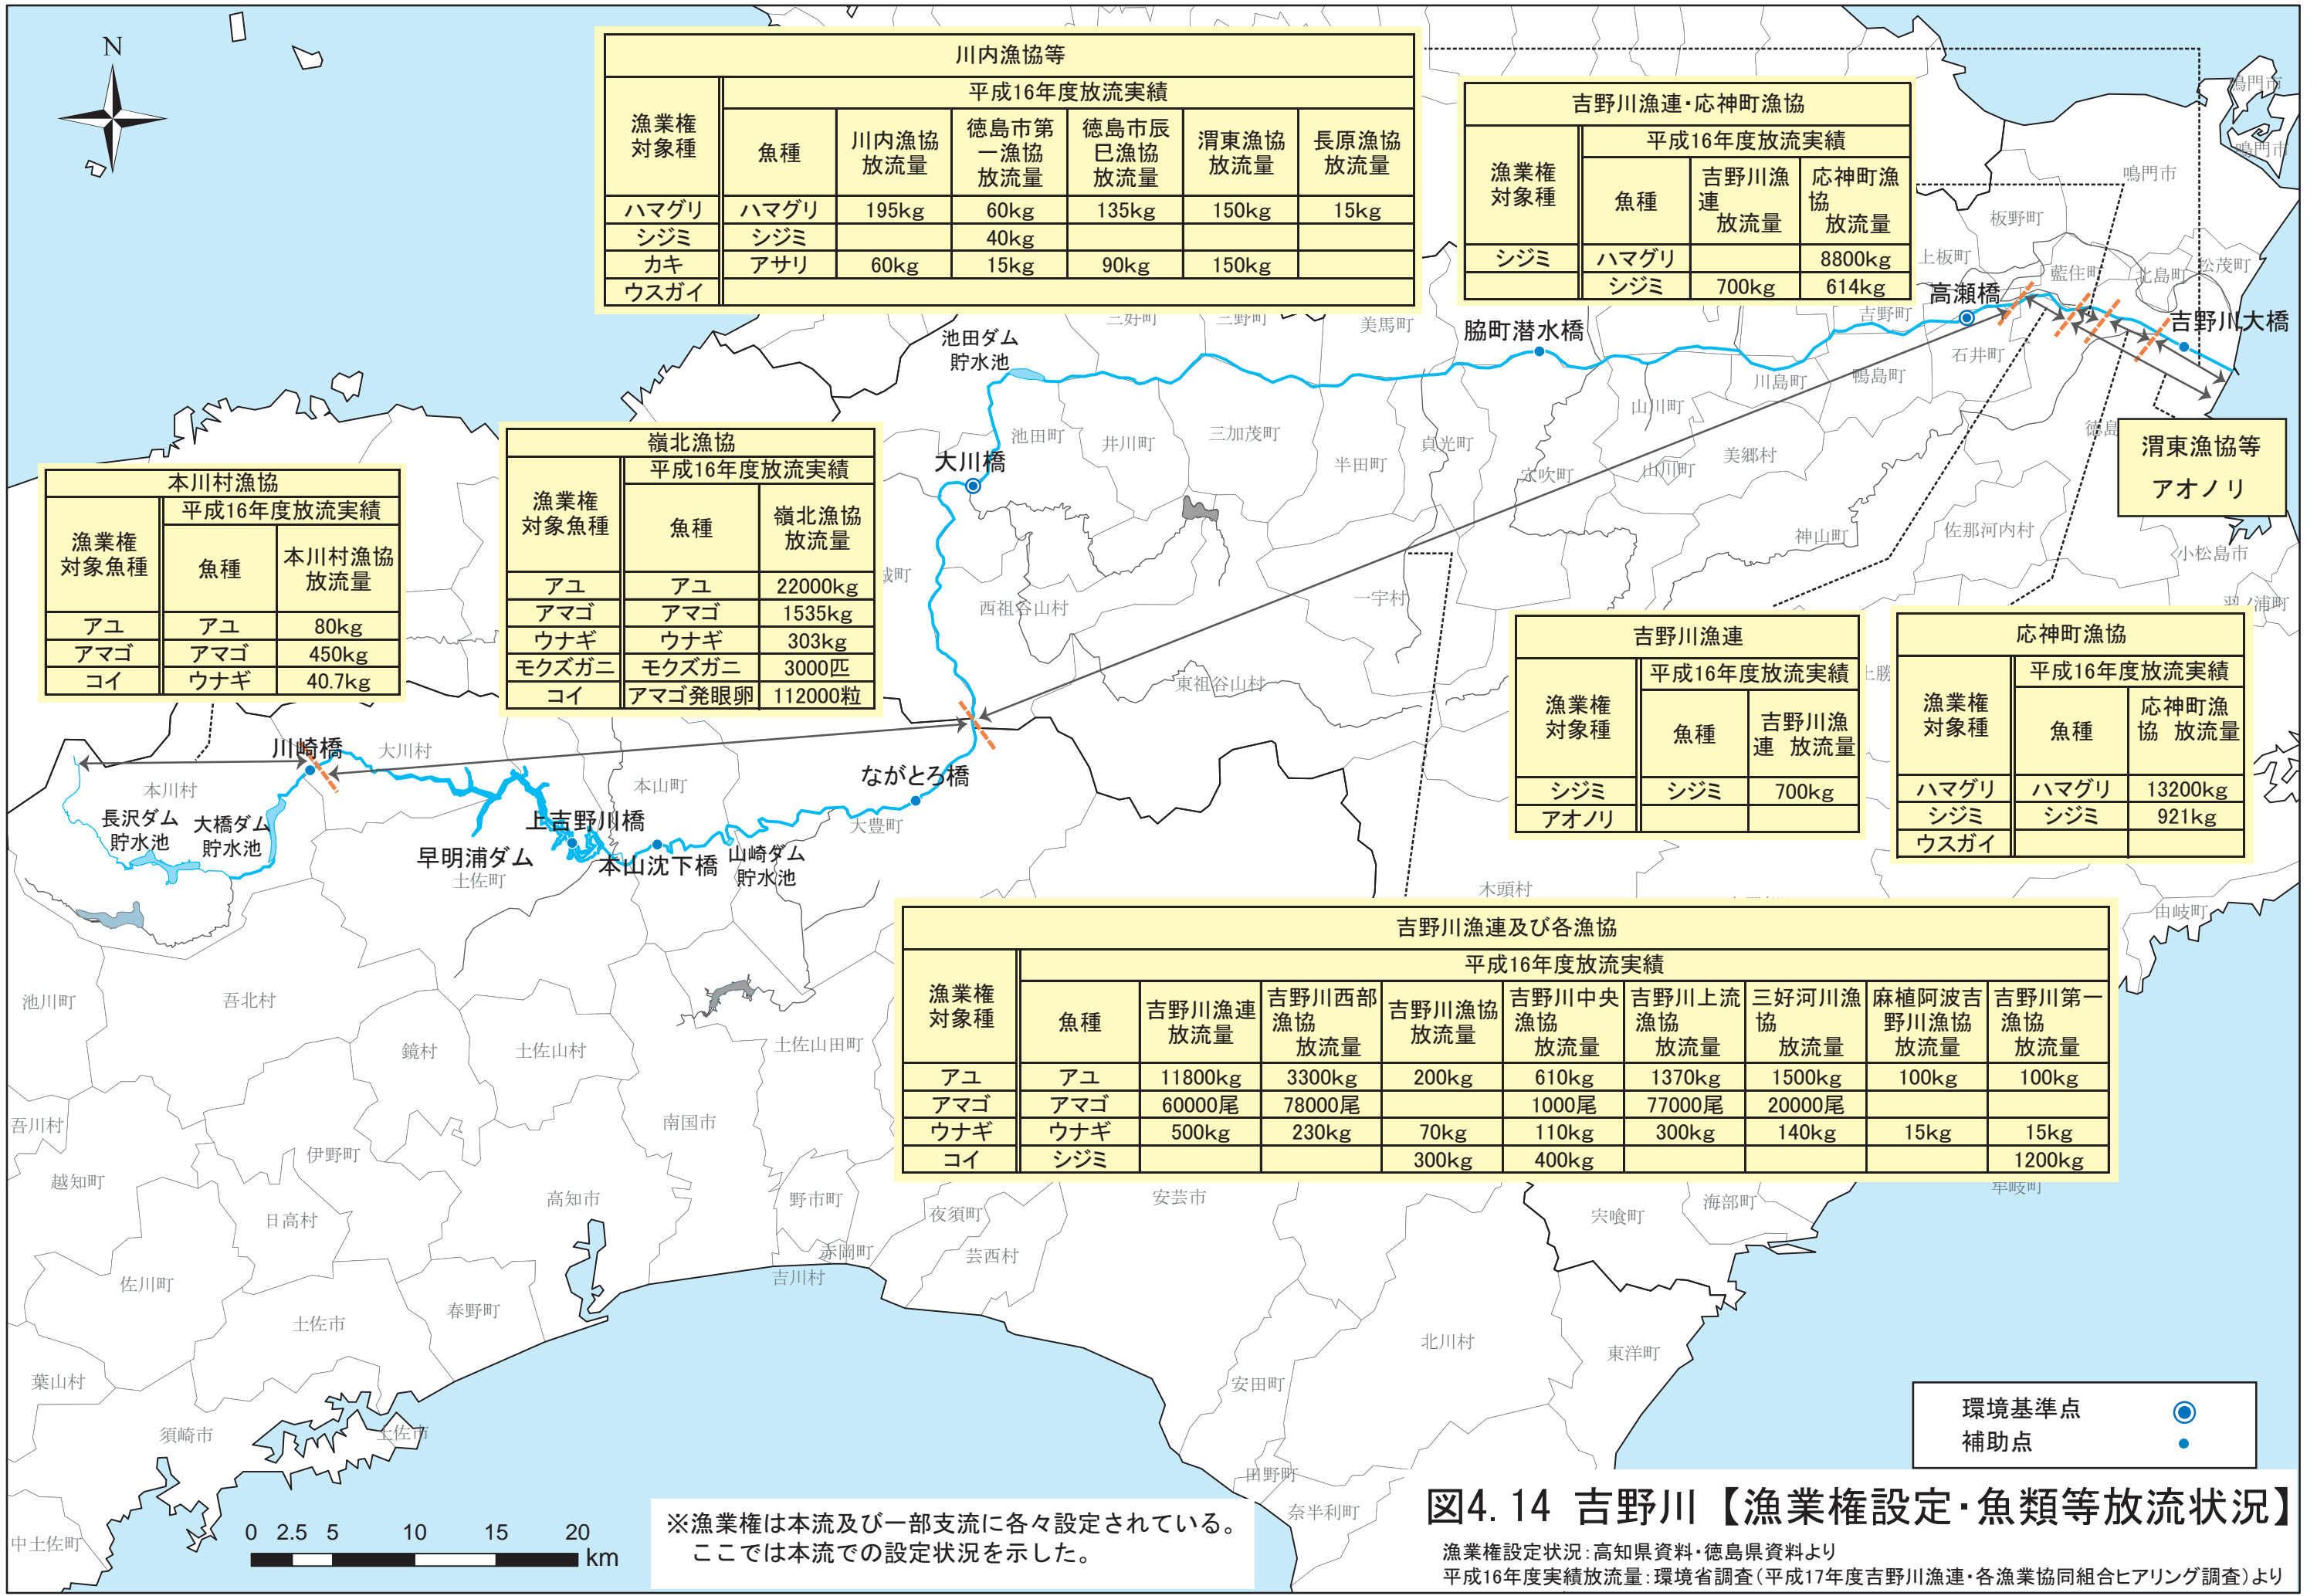 N
川内漁協等
漁業権
対象種
平成16年度放流実績
魚種
川内漁協
放流量
徳島市第
一漁協
放流量
徳島市辰
巳漁協
放流量
渭東漁協
放流量
長原漁協
放流量
ハマグリ ハマグリ 195kg 60kg 135kg 150kg 15kg
シジミ シジミ 40kg
カキ アサリ 60kg 15kg 90kg 150kg
ウスガイ
吉野川漁連・応神町漁協
漁業権
対象種
平成16年度放流実績
魚種
吉野川漁
連
放流量
応神町漁
協
放流量
シジミ ハマグリ 8800kg
シジミ 700kg 614kg
鳴門市
鳴門市
鳴門市
板野町
上板町
藍住町
北島町
松茂町
高瀬橋
吉野川大橋
吉野町
石井町
脇町潜水橋
三好町
三野町
美馬町
池田ダム
貯水池
川島町
鴨島町
山川町
池田町
井川町
三加茂町
半田町
貞光町
穴吹町
山川町
美郷村
徳島
大川橋
渭東漁協等
アオノリ
神山町
佐那河内村
小松島市
羽ノ浦町
西祖谷山村
一宇村
東祖谷山村
城町
上勝
本川村漁協
漁業権
対象魚種
平成16年度放流実績
魚種
本川村漁協
放流量
アユ アユ 80kg
アマゴ アマゴ 450kg
コイ ウナギ 40.7kg
嶺北漁協
漁業権
対象魚種
平成16年度放流実績
魚種
嶺北漁協
放流量
アユ アユ 22000kg
アマゴ アマゴ 1535kg
ウナギ ウナギ 303kg
モクズガニ モクズガニ 3000匹
コイ アマゴ発眼卵 112000粒
吉野川漁連
漁業権
対象種
平成16年度放流実績
魚種
吉野川漁
連 放流量
シジミ シジミ 700kg
アオノリ
応神町漁協
漁業権
対象種
平成16年度放流実績
魚種
応神町漁
協 放流量
ハマグリ ハマグリ 13200kg
シジミ シジミ 921kg
ウスガイ
川崎橋
大川村
本川村
長沢ダム
貯水池
大橋ダム
貯水池
本山町
上吉野川橋
早明浦ダム
土佐町
本山沈下橋
山崎ダム
貯水池
ながとろ橋
大豊町
木頭村
由岐町
吉野川漁連及び各漁協
漁業権
対象種
平成16年度放流実績
魚種
吉野川漁連
放流量
吉野川西部
漁協
放流量
吉野川漁協
放流量
吉野川中央
漁協
放流量
吉野川上流
漁協
放流量
三好河川漁
協
放流量
麻植阿波吉
野川漁協
放流量
吉野川第一
漁協
放流量
アユ アユ 11800kg 3300kg 200kg 610kg 1370kg 1500kg 100kg 100kg
アマゴ アマゴ 60000尾 78000尾 1000尾 77000尾 20000尾
ウナギ ウナギ 500kg 230kg 70kg 110kg 300kg 140kg 15kg 15kg
コイ シジミ 300kg 400kg 1200kg
池川町
吾北村
鏡村
土佐山村
土佐山田町
吾川村
越知町
伊野町
南国市
日高村
高知市
野市町
夜須町
安芸市
赤岡町
吉川村
芸西村
宍喰町
海部町
牟岐町
佐川町
土佐市
春野町
葉山村
須崎市
土佐市
中土佐町
北川村
東洋町
安田町
田野町
奈半利町
環境基準点
補助点
0 2.5 5 10 15 20
km
※漁業権は本流及び一部支流に各々設定されている。
ここでは本流での設定状況を示した。
図4.14 吉野川【漁業権設定・魚類等放流状況】
漁業権設定状況:高知県資料・徳島県資料より
平成16年度実績放流量:環境省調査(平成17年度吉野川漁連・各漁業協同組合ヒアリング調査)より